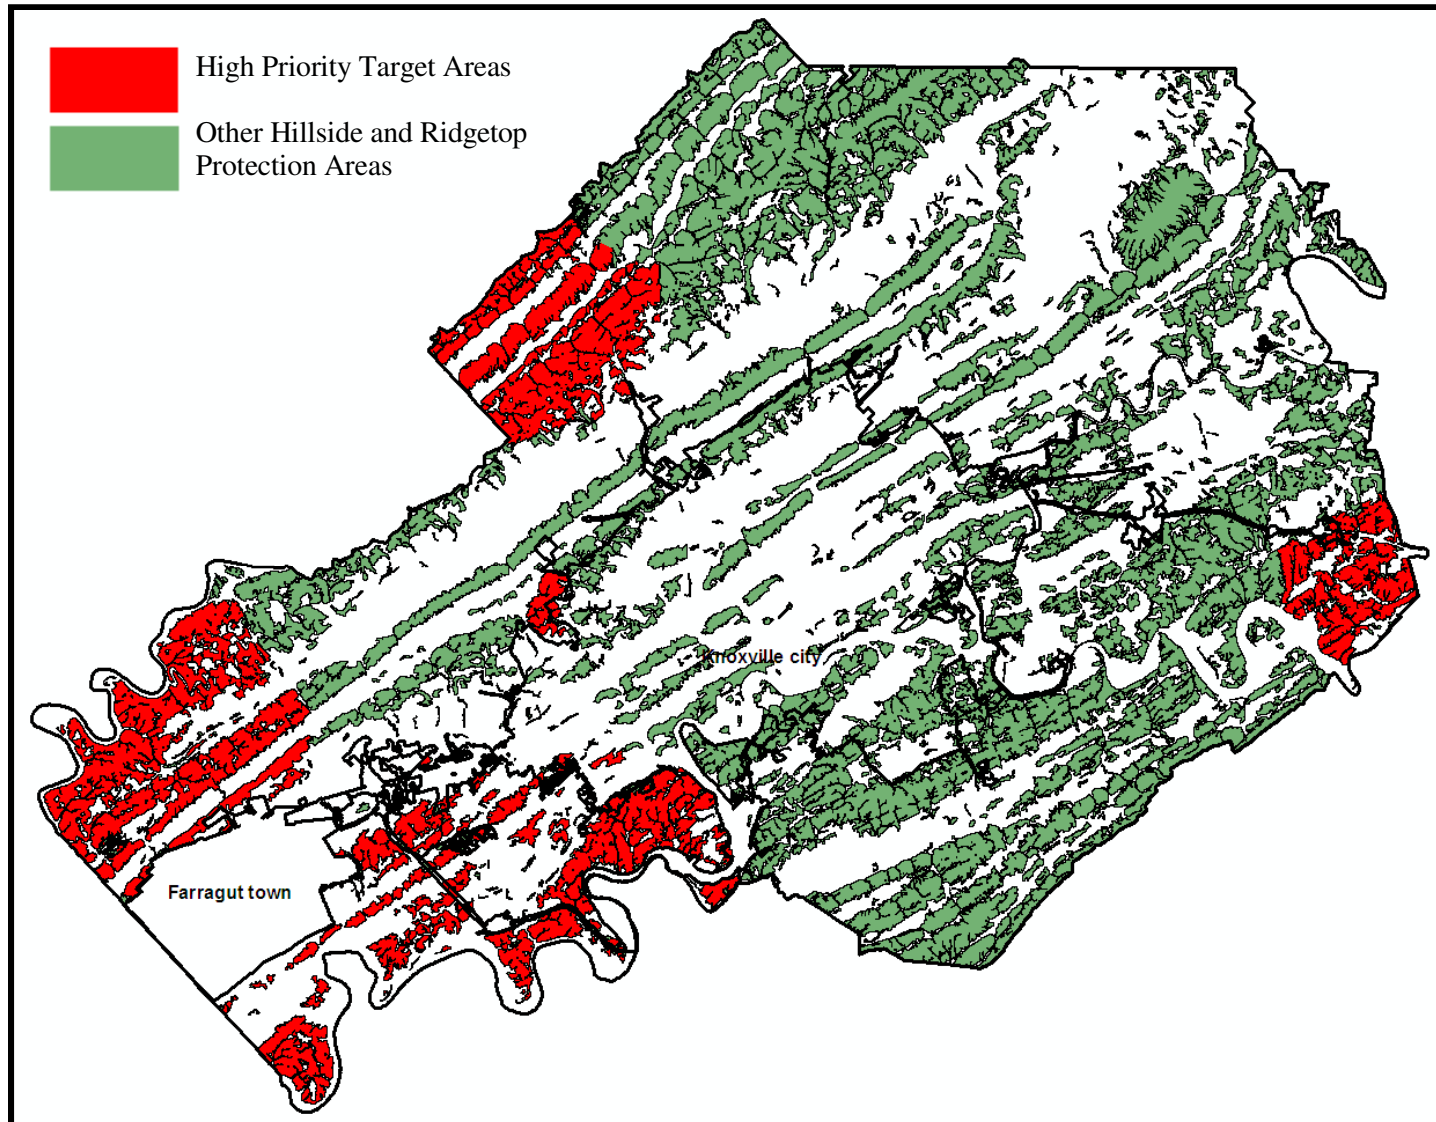 High Priority Target Areas
Other Hillside and Ridgetop
Protection Areas
Knoxville city
Farragut town